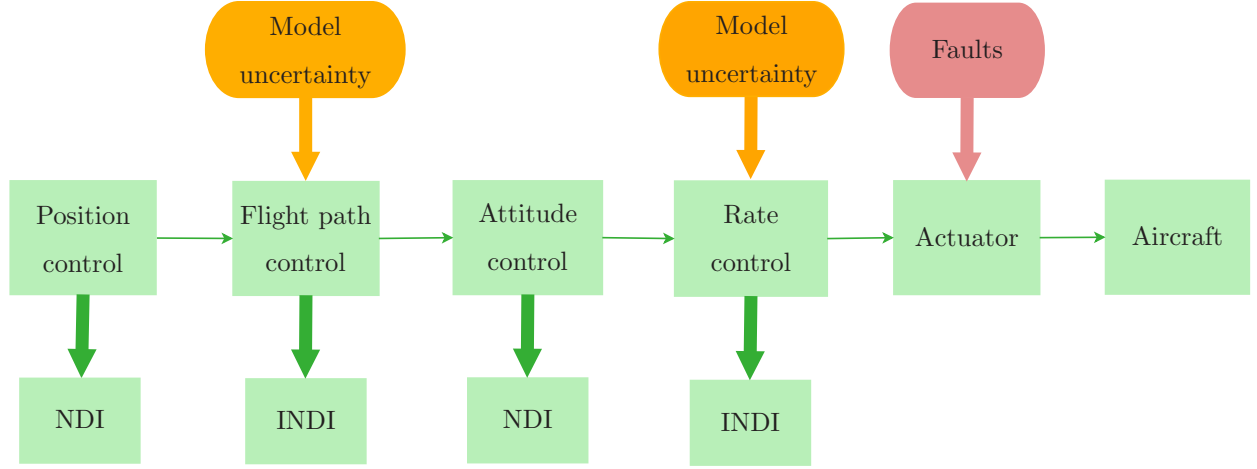 Model
uncertainty
Model
uncertainty
Faults
Position
control
Flight path
control
Attitude
control
Rate
control
Actuator
Aircraft
NDI
INDI
NDI
INDI